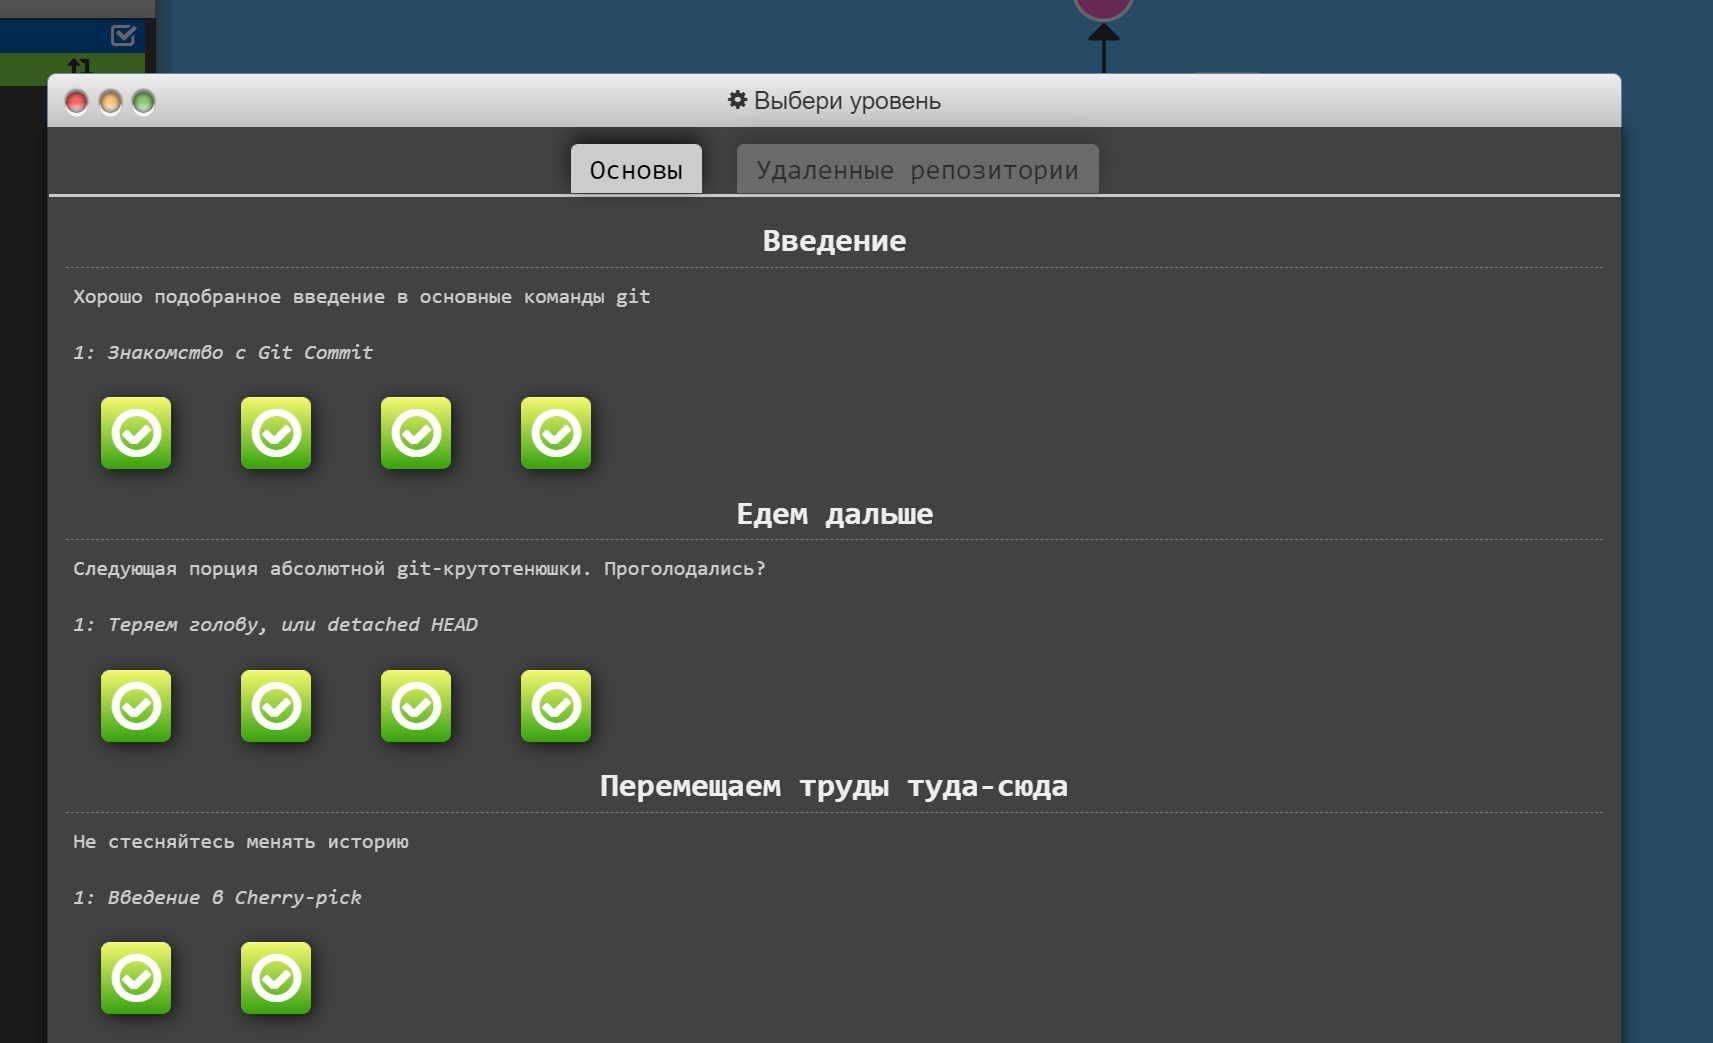 Выбери уровень
Основы
Удаленные репозитории
Введение
Хорошо подобранное введение в основные команды git
1: Знакомство с Git Commit
Едем дальше
Следующая порция абсолютной git-крутотенюшки. Проголодались?
1: Теряем голову, или detached HEAD
Перемещаем труды туда-сюда
Не стесняйтесь менять историю
1: Введение в Cherry-pick